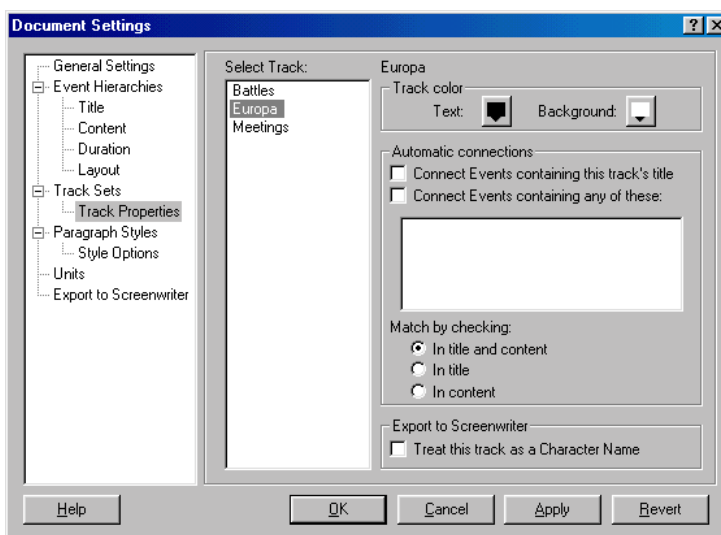 Document Settings
General Settings
Event Hierarchies
Title
Content
Duration
Layout
Track Sets
Track Properties
Paragraph Styles
Style Options
Units
Export to Screenwriter
Select Track:
Battles
Europa
Meetings
Europa
Track color
Text: Background:
Automatic connections
Connect Events containing this track's title
Connect Events containing any of these:
Match by checking:
In title and content
In title
In content
Export to Screenwriter
Treat this track as a Character Name
Help OK Cancel Apply Revert